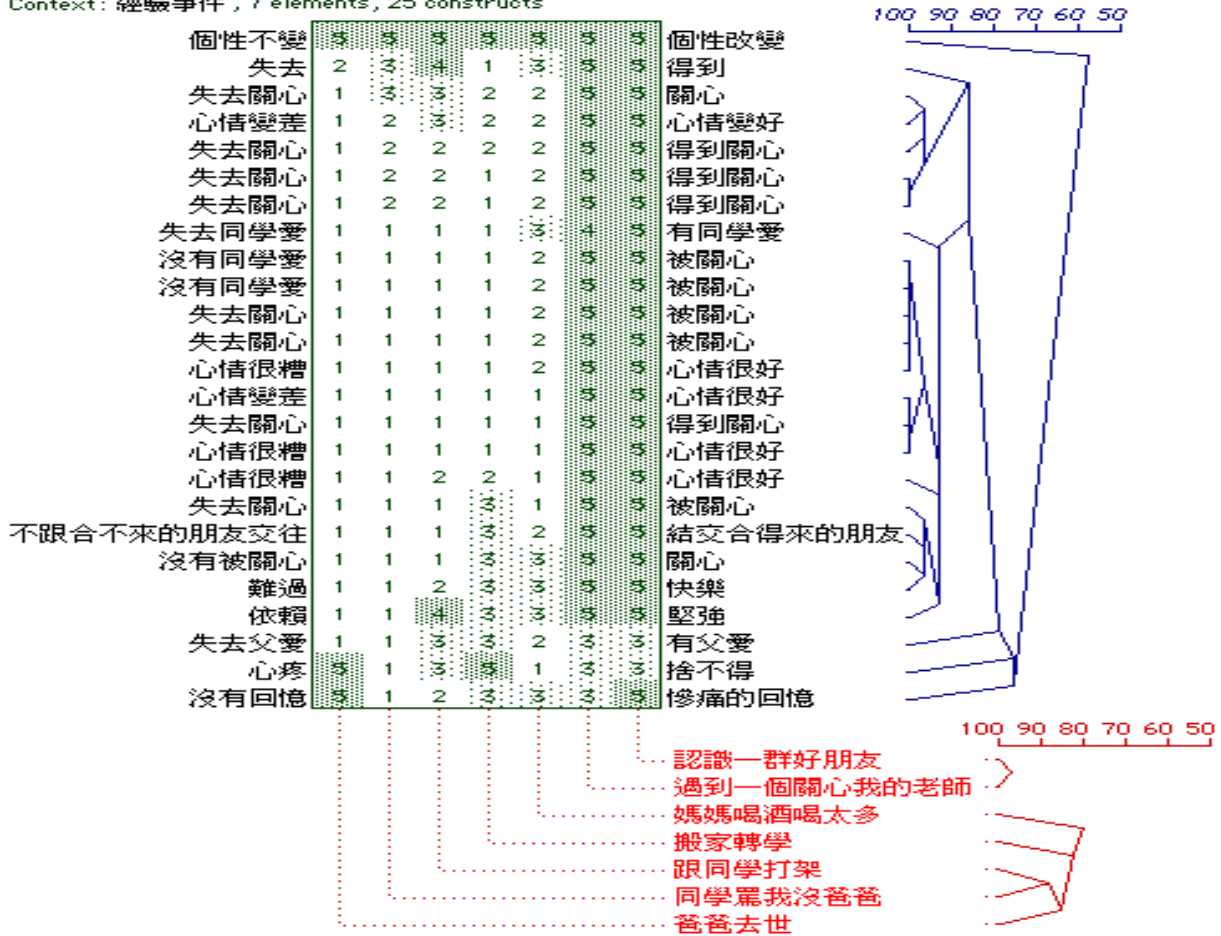 Context: 經驗事件, 7 elements, 25 constructs
100 90 80 70 60 50
個性不變 5 5 5 5 5 5 5 個性改變
失去 2 3 4 1 3 5 5 得到
失去關心 1 3 3 2 2 5 5 關心
心情變差 1 2 3 2 2 5 5 心情變好
失去關心 1 2 2 2 2 5 5 得到關心
失去關心 1 2 2 1 2 5 5 得到關心
失去關心 1 2 2 1 2 5 5 得到關心
失去同學愛 1 1 1 1 3 4 5 有同學愛
沒有同學愛 1 1 1 1 2 5 5 被關心
沒有同學愛 1 1 1 1 2 5 5 被關心
失去關心 1 1 1 1 2 5 5 被關心
失去關心 1 1 1 1 2 5 5 被關心
心情很糟 1 1 1 1 2 5 5 心情很好
心情變差 1 1 1 1 1 5 5 心情很好
失去關心 1 1 1 1 1 5 5 得到關心
心情很糟 1 1 1 1 1 5 5 心情很好
心情很糟 1 1 2 2 1 5 5 心情很好
失去關心 1 1 1 3 1 5 5 被關心
不跟合不來的朋友交往 1 1 1 3 2 5 5 結交合得來的朋友
沒有被關心 1 1 1 3 3 5 5 關心
難過 1 1 2 3 3 5 5 快樂
依賴 1 1 4 3 3 5 5 堅強
失去父愛 1 1 3 3 2 3 3 有父愛
心疼 5 1 3 5 1 3 3 捨不得
沒有回憶 5 1 2 3 3 3 5 慘痛的回憶
100 90 80 70 60 50
認識一群好朋友
遇到一個關心我的老師
媽媽喝酒喝太多
搬家轉學
跟同學打架
同學罵我沒爸爸
爸爸去世